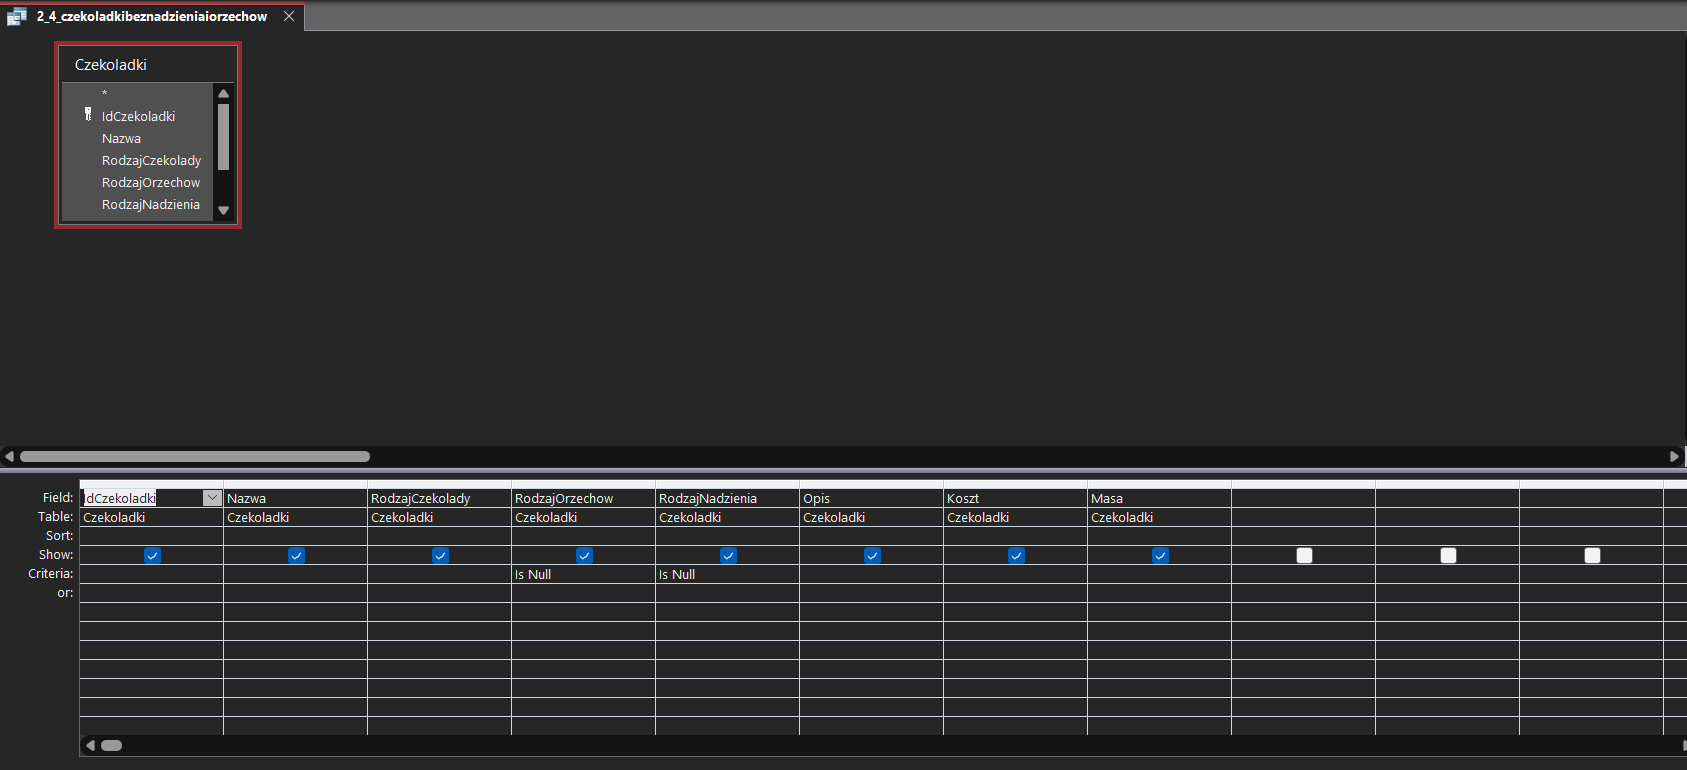 2_4_czekoladkibeznadzieniaiorzechow
Czekoladki
*
IdCzekoladki
Nazwa
RodzajCzekolady
RodzajOrzechow
RodzajNadzienia
Field: IdCzekoladki Nazwa RodzajCzekolady RodzajOrzechow RodzajNadzienia Opis Koszt Masa
Table: Czekoladki Czekoladki Czekoladki Czekoladki Czekoladki Czekoladki Czekoladki Czekoladki
Sort:
Show:
Criteria: Is Null Is Null
or: